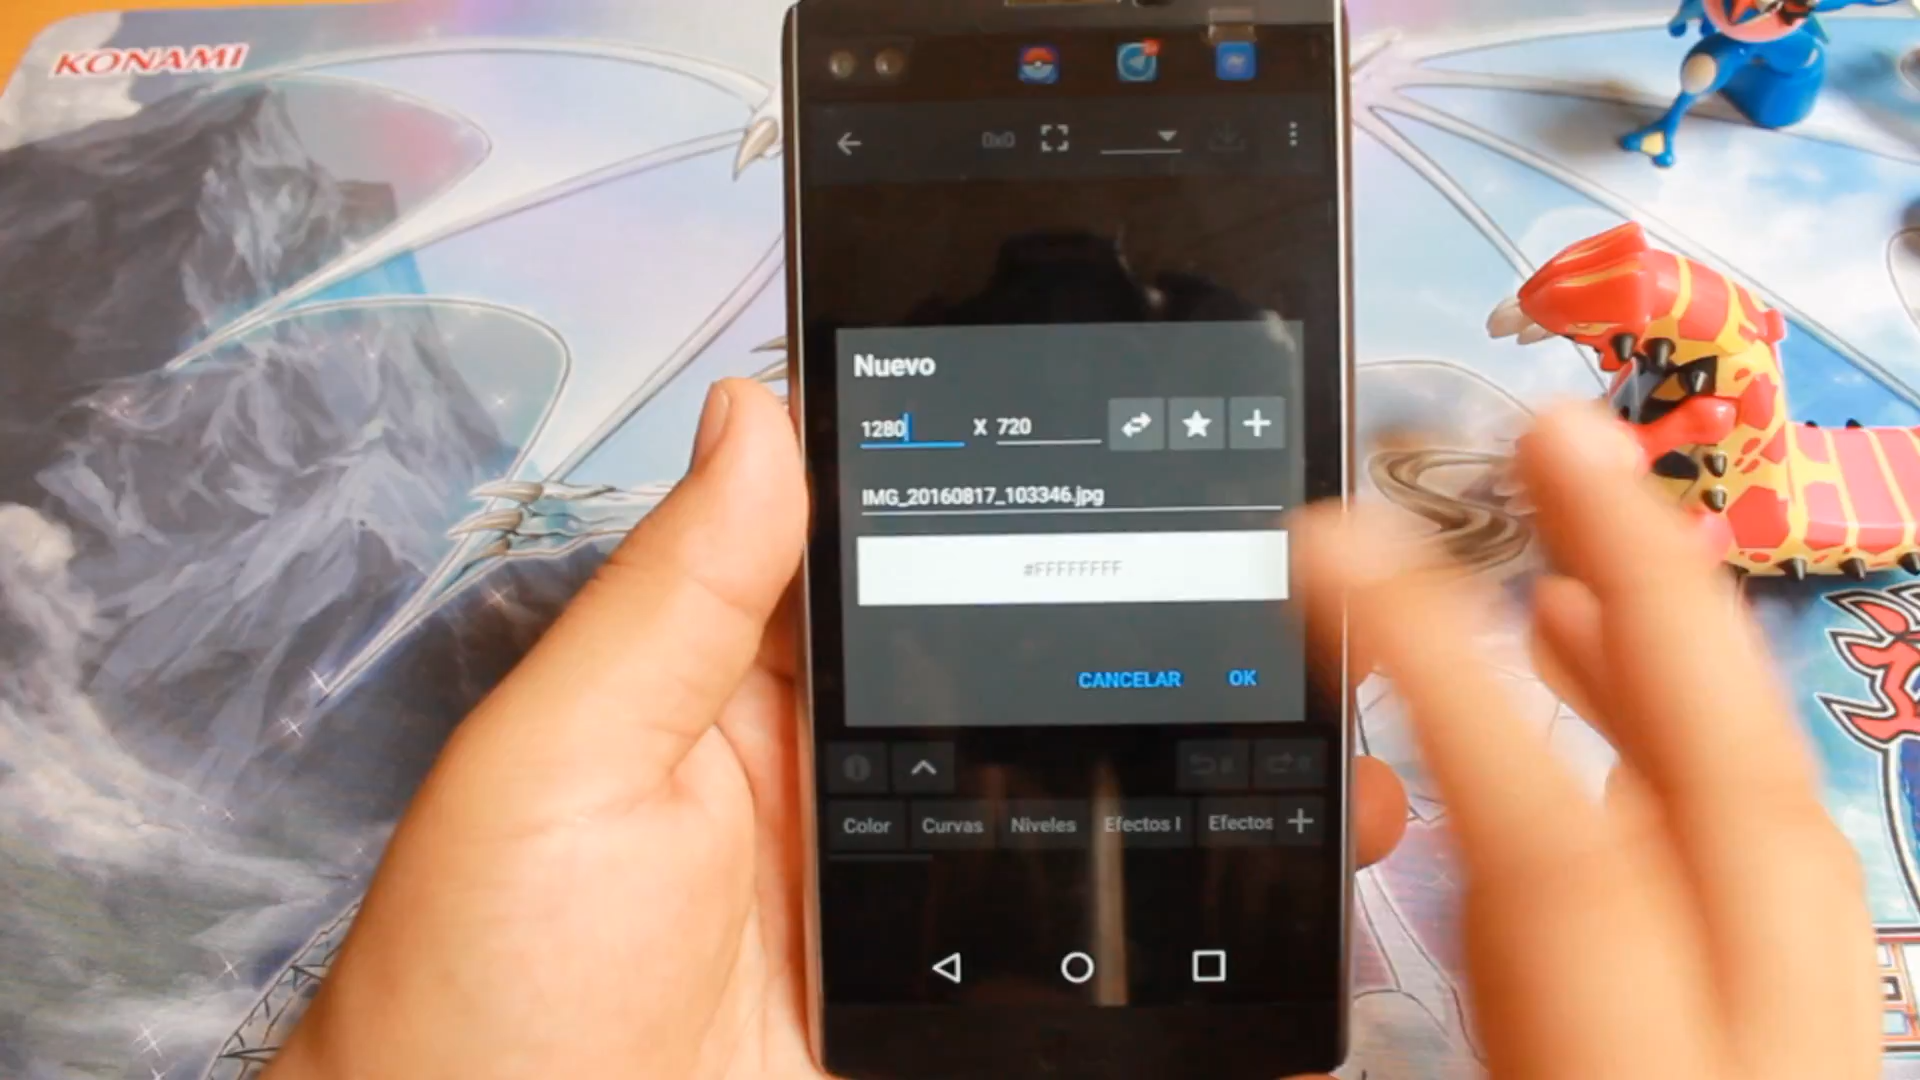 KONAMI
0x0
Nuevo
1280 X 720
IMG_20160817_103346.jpg
#FFFFFFFF
CANCELAR OK
Color Curvas Niveles Efectos I Efectos